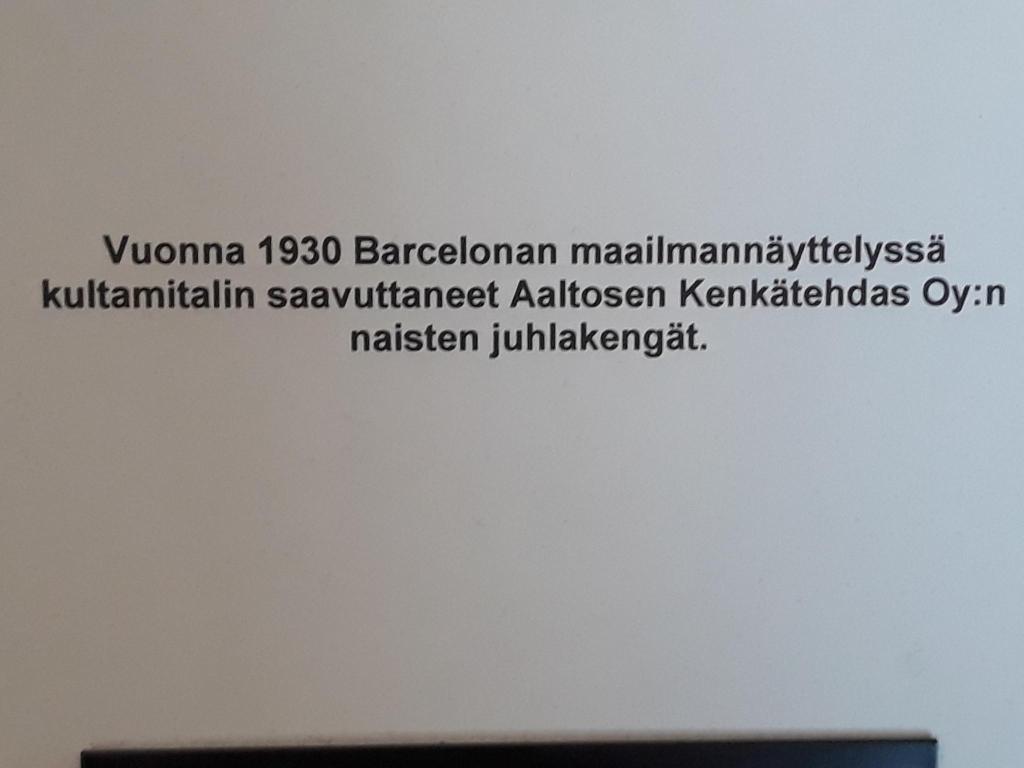 Vuonna 1930 Barcelonan maailmannäyttelyssä
kultamitalin saavuttaneet Aaltosen Kenkätehdas Oy:n
naisten juhlakengät.